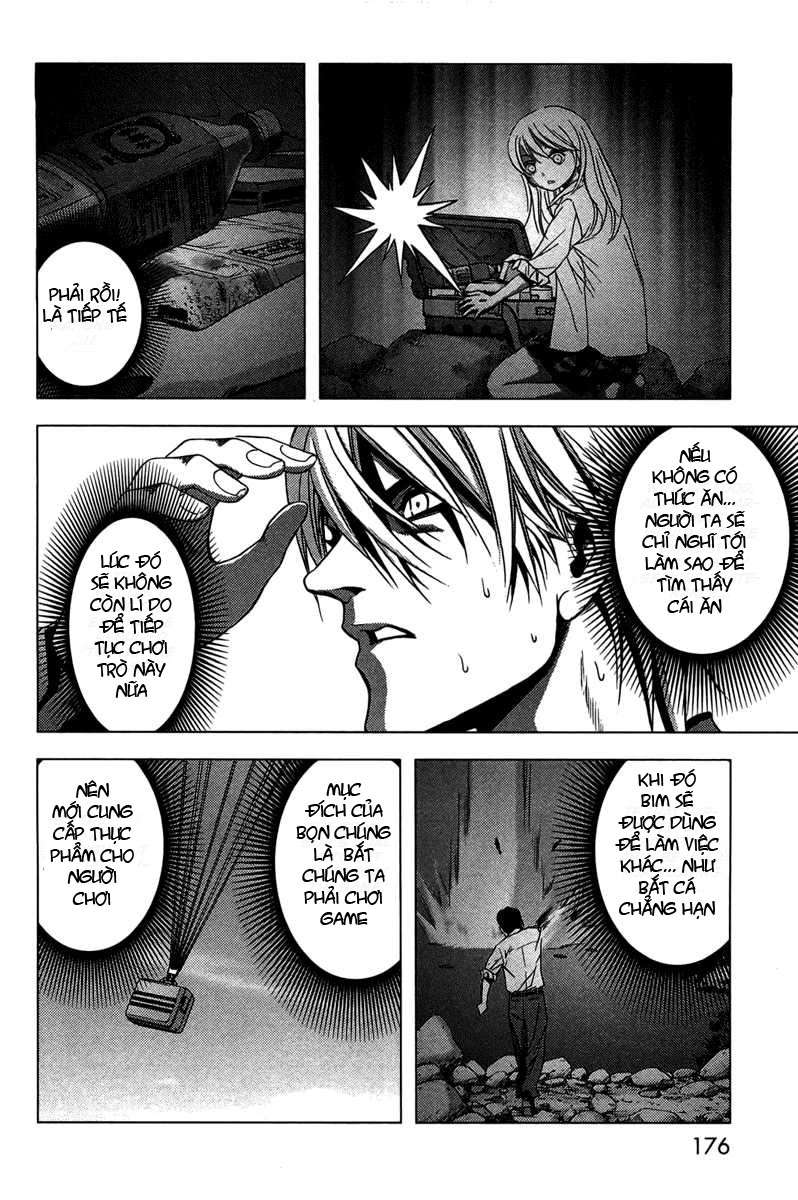 PHẢI RỒI!
LÀ TIẾP TẾ
NẾU
KHÔNG CÓ
THỨC ĂN...
NGƯỜI TA SẼ
CHỈ NGHĨ TỚI
LÀM SAO ĐỂ
TÌM THẤY
CÁI ĂN
LÚC ĐÓ
SẼ KHÔNG
CÒN LÍ DO
ĐỂ TIẾP
TỤC CHƠI
TRÒ NÀY
NỮA
KHI ĐÓ
BIM SẼ
ĐƯỢC DÙNG
ĐỂ LÀM VIỆC
KHÁC... NHƯ
BẮT CÁ
CHẲNG HẠN
MỤC
ĐÍCH CỦA
BỌN CHÚNG
LÀ BẮT
CHÚNG TA
PHẢI CHƠI
GAME
NÊN
MỚI CUNG
CẤP THỰC
PHẨM CHO
NGƯỜI
CHƠI
176